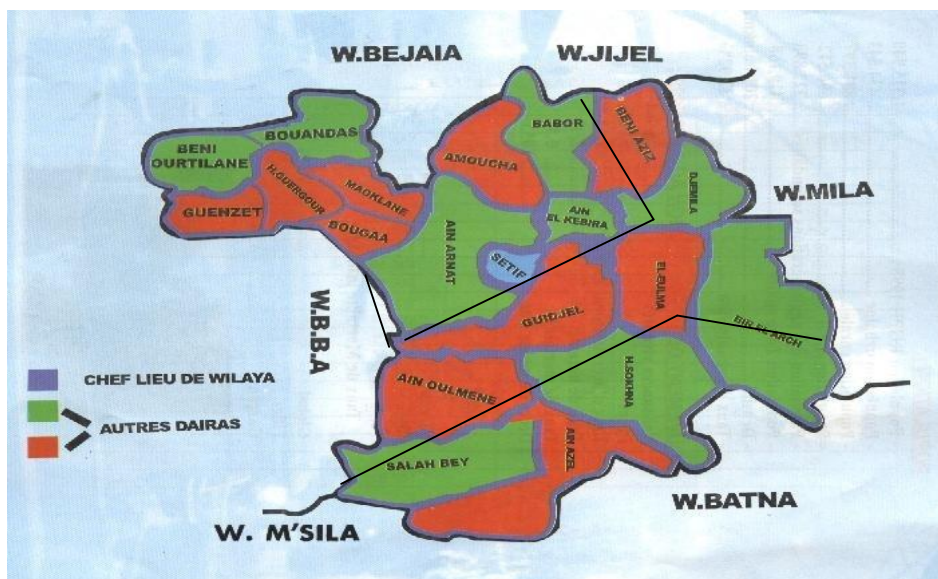 W.BEJAIA
W.JIJEL
BOUANDAS
BENI
OURTILANE
BABOR
BENI AZIZ
AMOUCHA
H.GUERGOUR
MAOKLANE
DJEMILA
W.MILA
GUENZET
BOUGAA
AIN
EL KEBIRA
AIN ARNAT
SETIF
EL-EULMA
W.B.B.A
GUIDJEL
BIR EL ARCH
CHEF LIEU DE WILAYA
AUTRES DAIRAS
AIN OULMENE
H.SOKHNA
AIN AZEL
SALAH BEY
W.BATNA
W. M'SILA